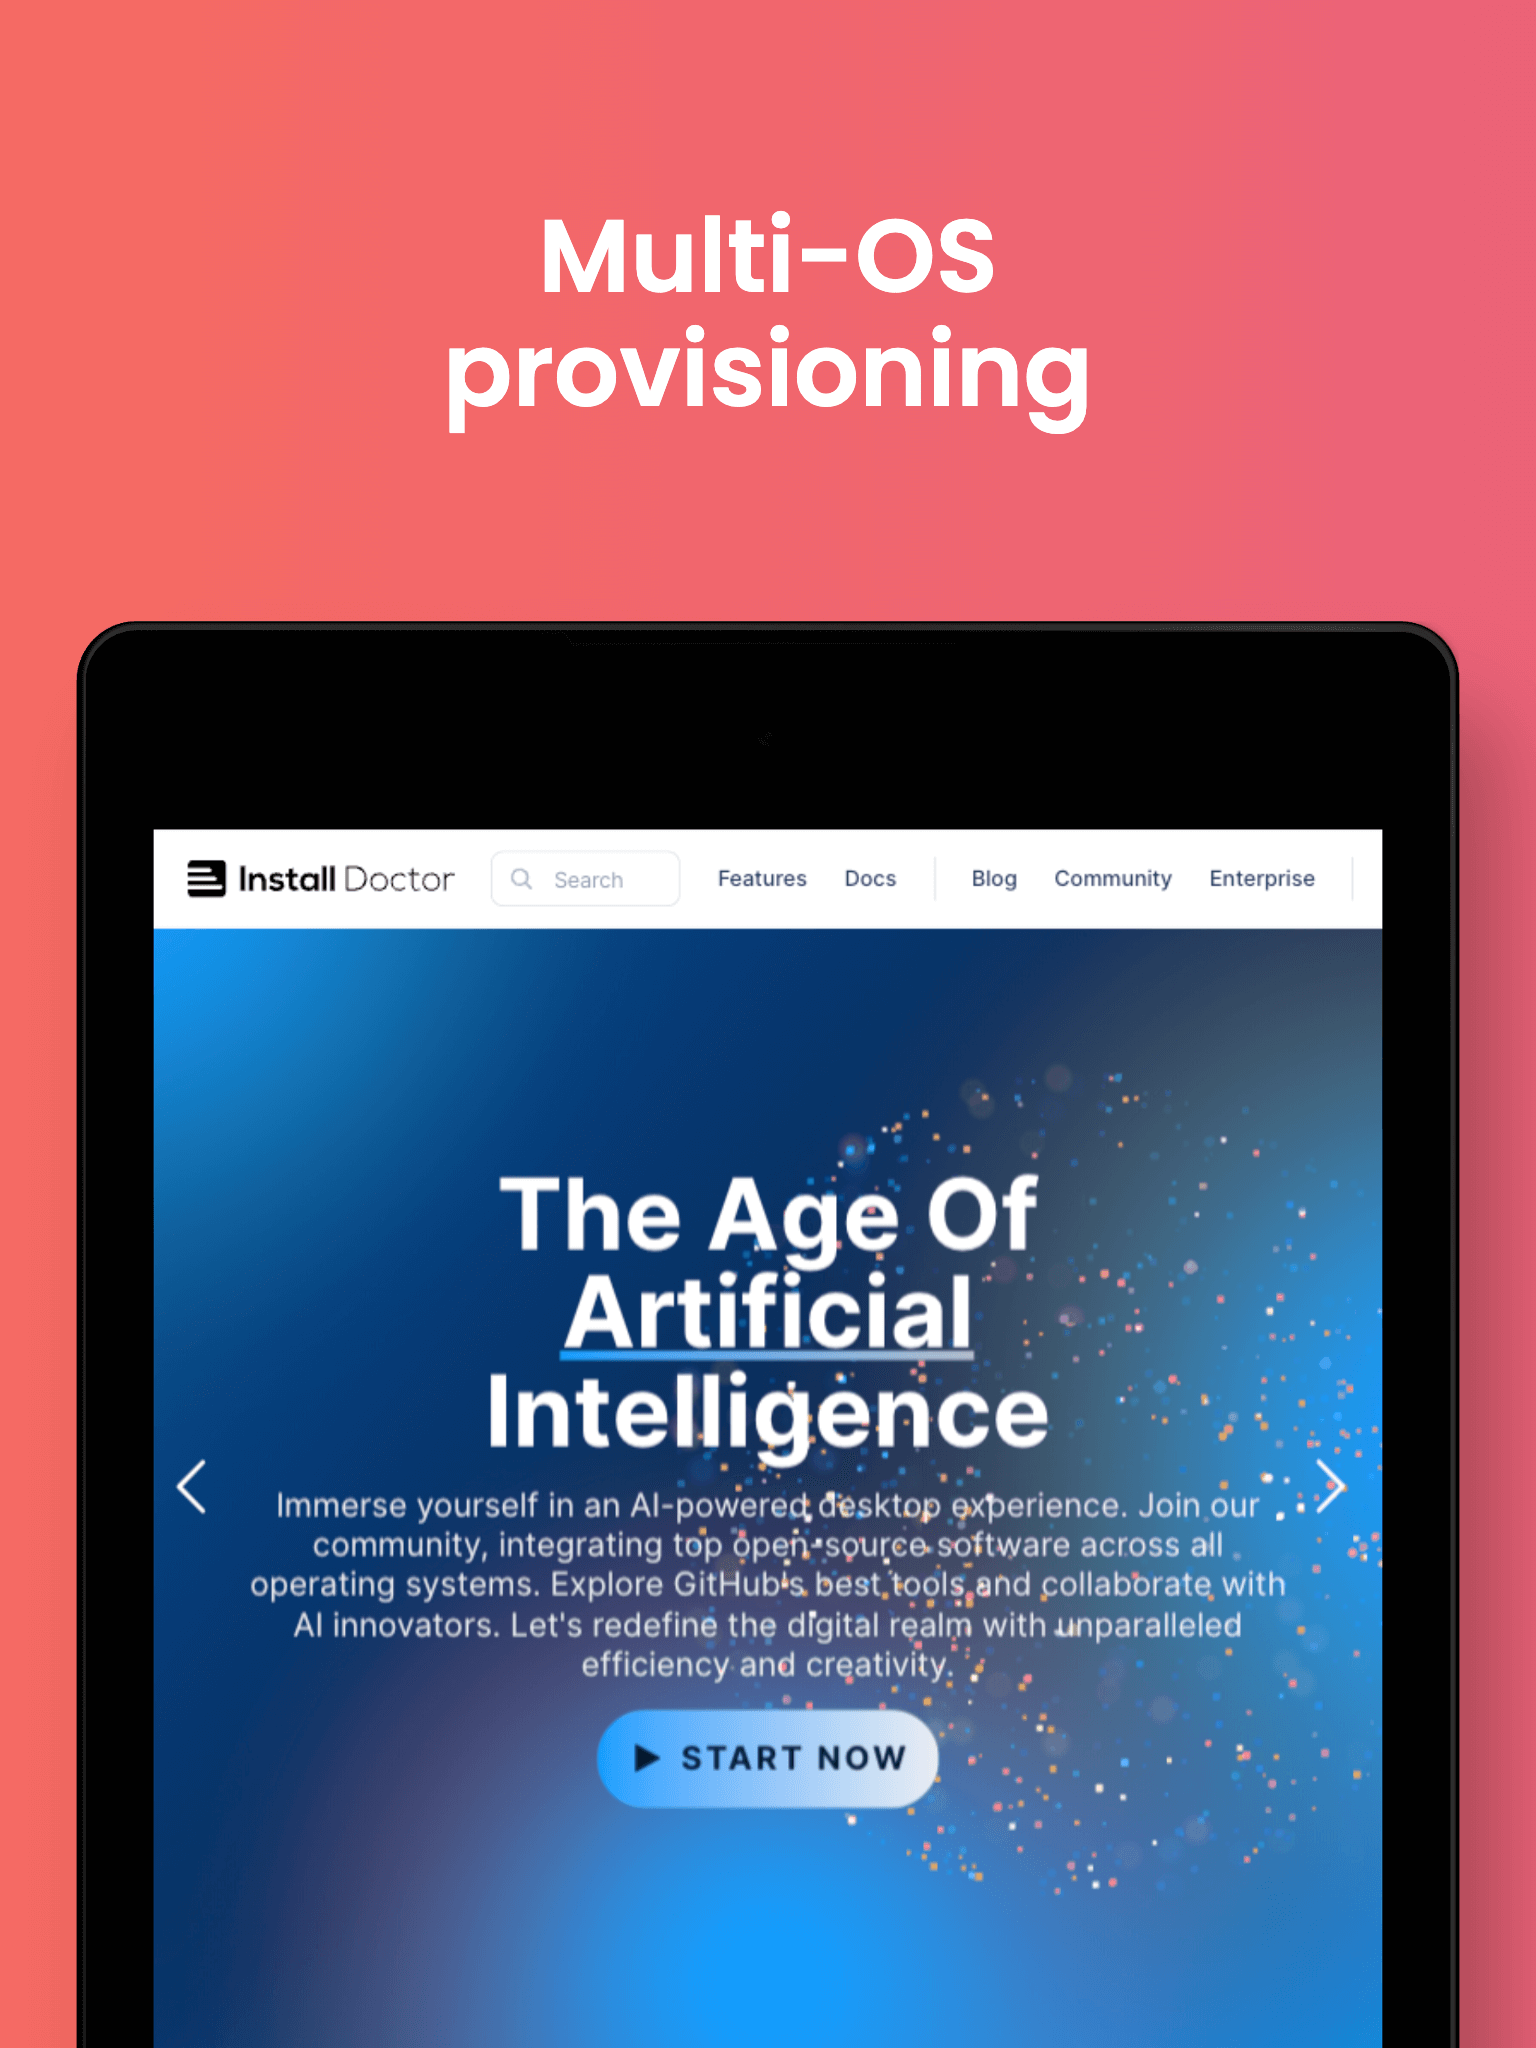 Multi-OS
provisioning
Install Doctor
Search
Features
Docs
Blog
Community
Enterprise
The Age Of
Artificial
Intelligence
Immerse yourself in an AI-powered desktop experience. Join our
community, integrating top open-source software across all
operating systems. Explore GitHub's best tools and collaborate with
AI innovators. Let's redefine the digital realm with unparalleled
efficiency and creativity.
START NOW